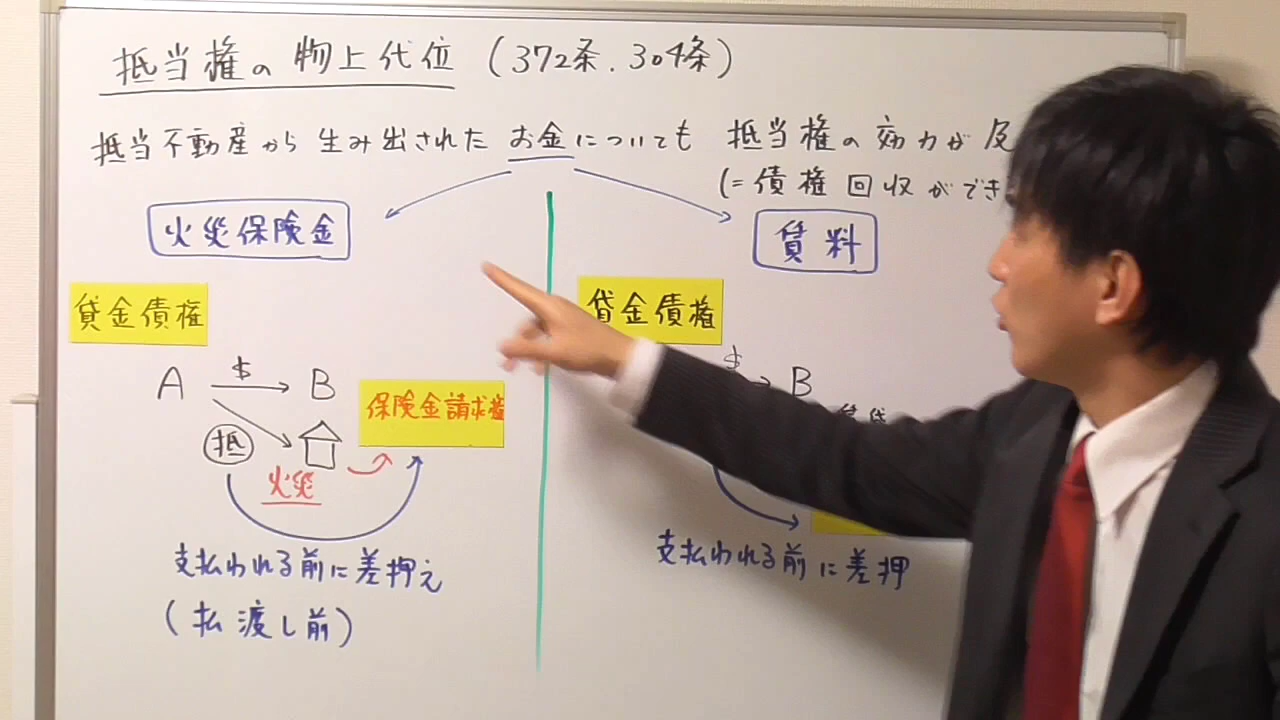 抵当権の物上代位 (372条.304条)
抵当不動産から生み出された お金についても 抵当権の効力が及
(=債権回収ができ
火災保険金
賃料
貸金債権
A $ B
保険金請求権
抵
火災
支払われる前に差押え
(払渡し前)
貸金債権
$ B
賃貸
支払われる前に差押